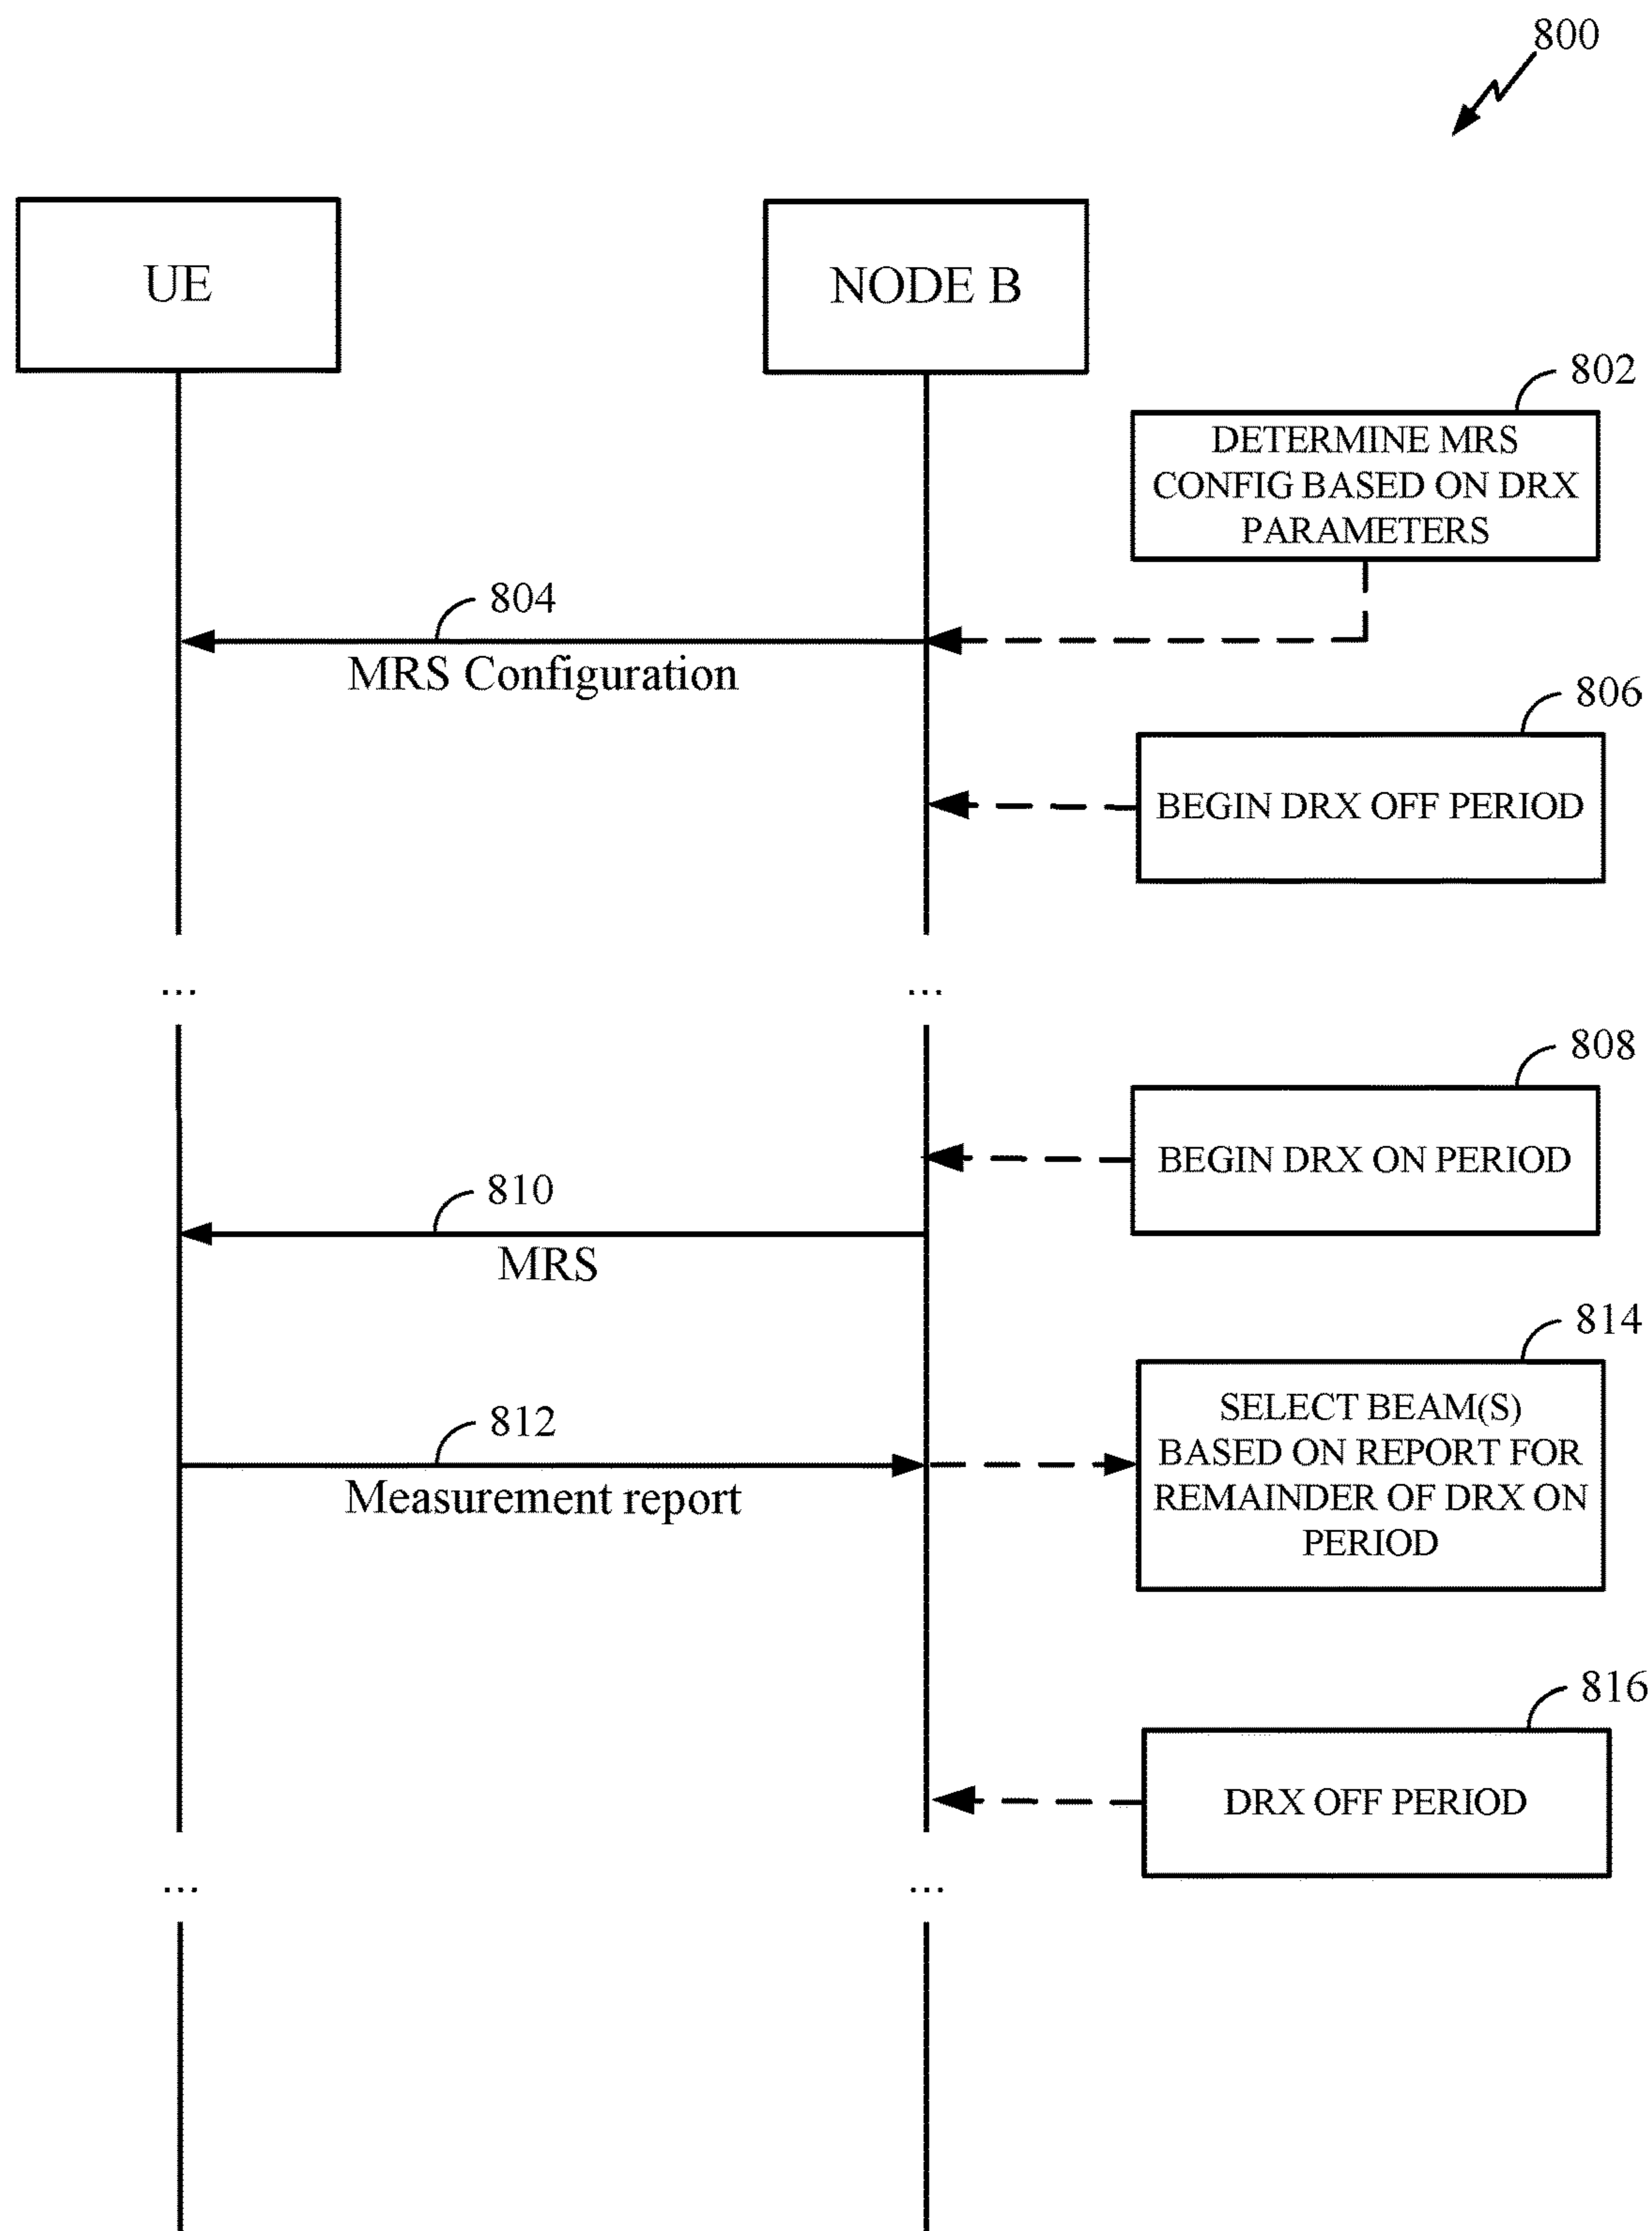 800
UE
NODE B
802
DETERMINE MRS
CONFIG BASED ON DRX
PARAMETERS
804
MRS Configuration
806
BEGIN DRX OFF PERIOD
...
...
808
BEGIN DRX ON PERIOD
810
MRS
814
SELECT BEAM(S)
BASED ON REPORT FOR
REMAINDER OF DRX ON
PERIOD
812
Measurement report
816
DRX OFF PERIOD
...
...